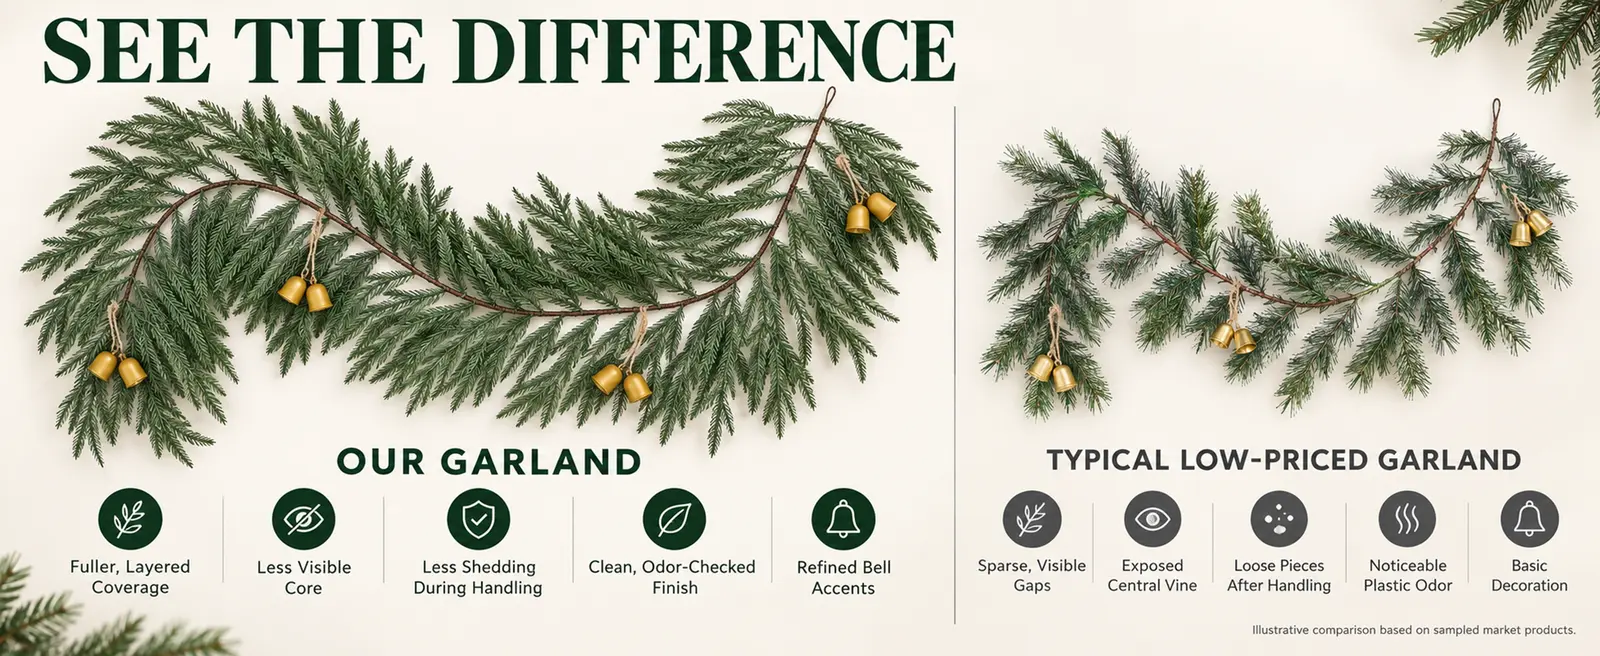 SEE THE DIFFERENCE
OUR GARLAND
Fuller, Layered
Coverage
Less Visible
Core
Less Shedding
During Handling
Clean, Odor-Checked
Finish
Refined Bell
Accents
TYPICAL LOW-PRICED GARLAND
Sparse, Visible
Gaps
Exposed
Central Vine
Loose Pieces
After Handling
Noticeable
Plastic Odor
Basic
Decoration
Illustrative comparison based on sampled market products.